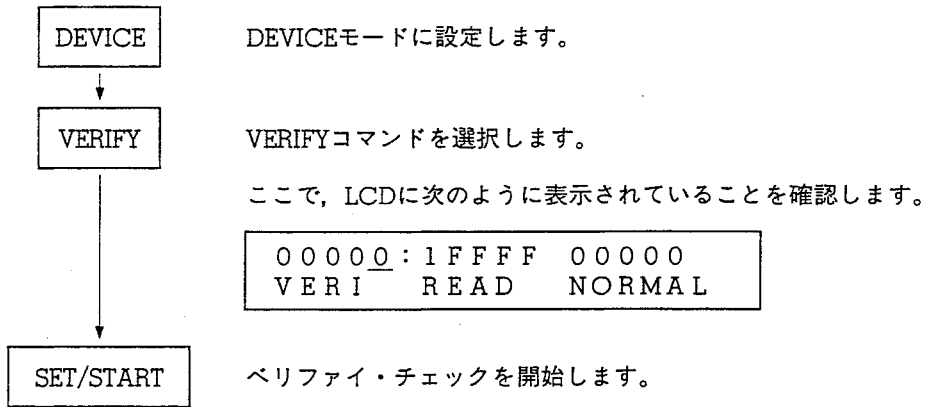 DEVICE DEVICEモードに設定します。
VERIFY VERIFYコマンドを選択します。
ここで，LCDに次のように表示されていることを確認します。
00000:1FFFF 00000
VERI READ NORMAL
SET/START ベリファイ・チェックを開始します。